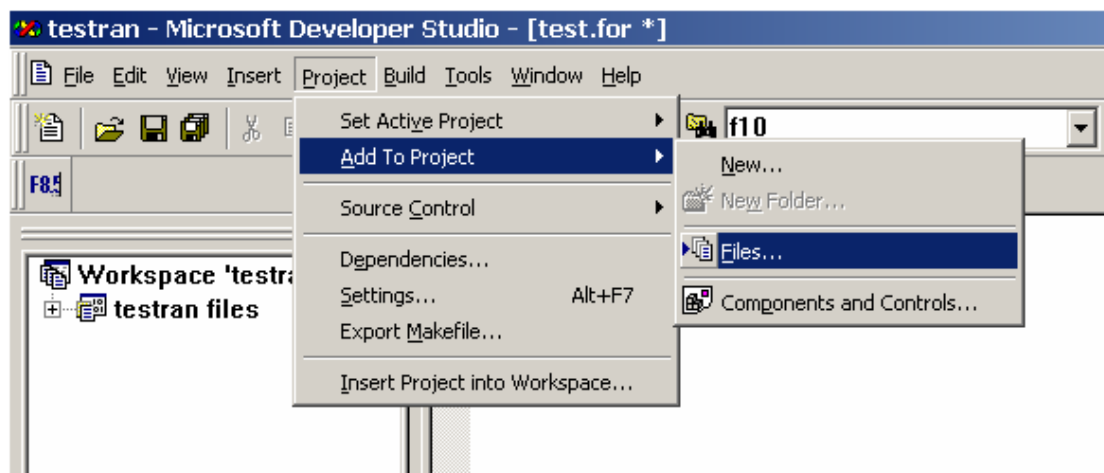 testran - Microsoft Developer Studio - [test.for *]
File Edit View Insert Project Build Tools Window Help
Set Active Project
f10
Add To Project
New...
F8.5
New Folder...
Source Control
Files...
Workspace 'testra
Dependencies...
testran files
Settings... Alt+F7
Components and Controls...
Export Makefile...
Insert Project into Workspace...